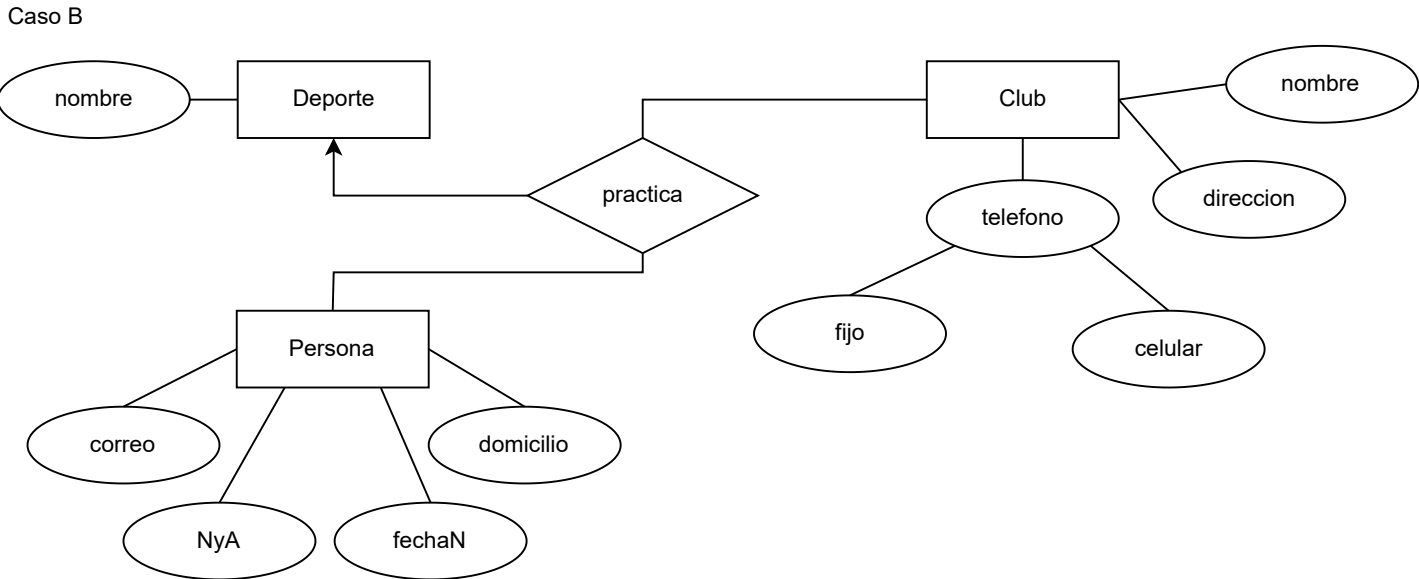 Caso B
nombre
Deporte
Club
nombre
practica
direccion
telefono
fijo
celular
Persona
correo
domicilio
NyA
fechaN